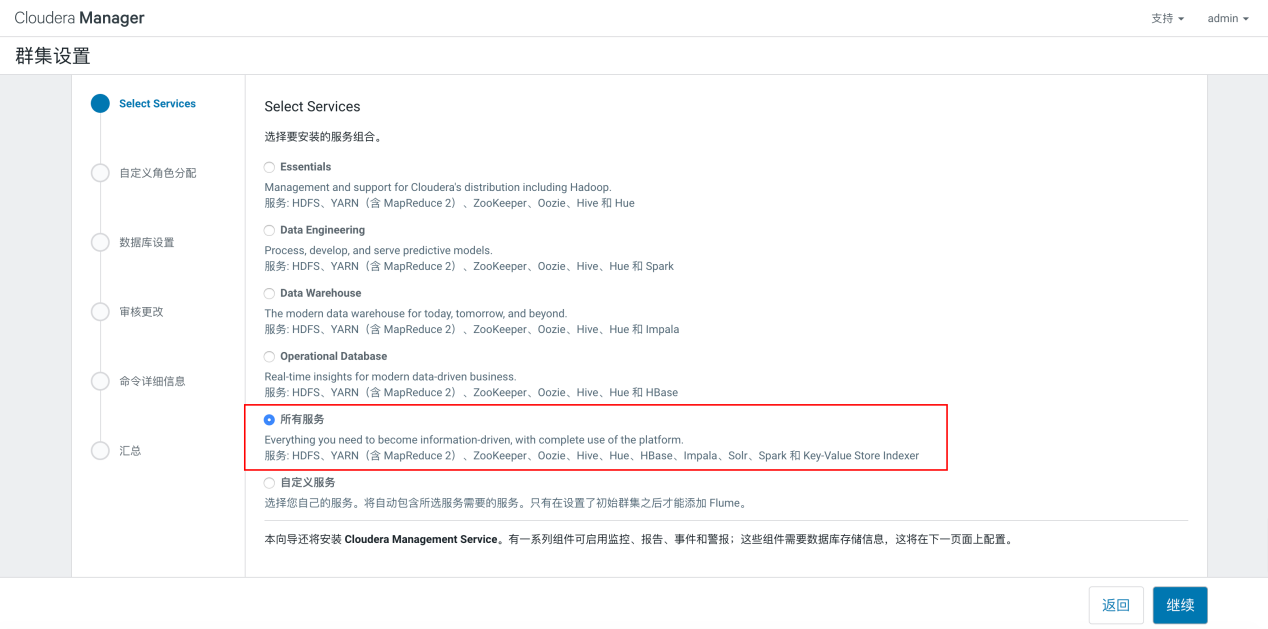 Cloudera Manager
支持
admin
群集设置
Select Services
自定义角色分配
数据库设置
审核更改
命令详细信息
汇总
Select Services
选择要安装的服务组合。
Essentials
Management and support for Cloudera's distribution including Hadoop.
服务: HDFS、YARN（含 MapReduce 2）、ZooKeeper、Oozie、Hive 和 Hue
Data Engineering
Process, develop, and serve predictive models.
服务: HDFS、YARN（含 MapReduce 2）、ZooKeeper、Oozie、Hive、Hue 和 Spark
Data Warehouse
The modern data warehouse for today, tomorrow, and beyond.
服务: HDFS、YARN（含 MapReduce 2）、ZooKeeper、Oozie、Hive、Hue 和 Impala
Operational Database
Real-time insights for modern data-driven business.
服务: HDFS、YARN（含 MapReduce 2）、ZooKeeper、Oozie、Hive、Hue 和 HBase
所有服务
Everything you need to become information-driven, with complete use of the platform.
服务: HDFS、YARN（含 MapReduce 2）、ZooKeeper、Oozie、Hive、Hue、HBase、Impala、Solr、Spark 和 Key-Value Store Indexer
自定义服务
选择您自己的服务。将自动包含所选服务需要的服务。只有在设置了初始群集之后才能添加 Flume。
本向导还将安装 Cloudera Management Service。有一系列组件可启用监控、报告、事件和警报；这些组件需要数据库存储信息，这将在下一页面上配置。
返回
继续